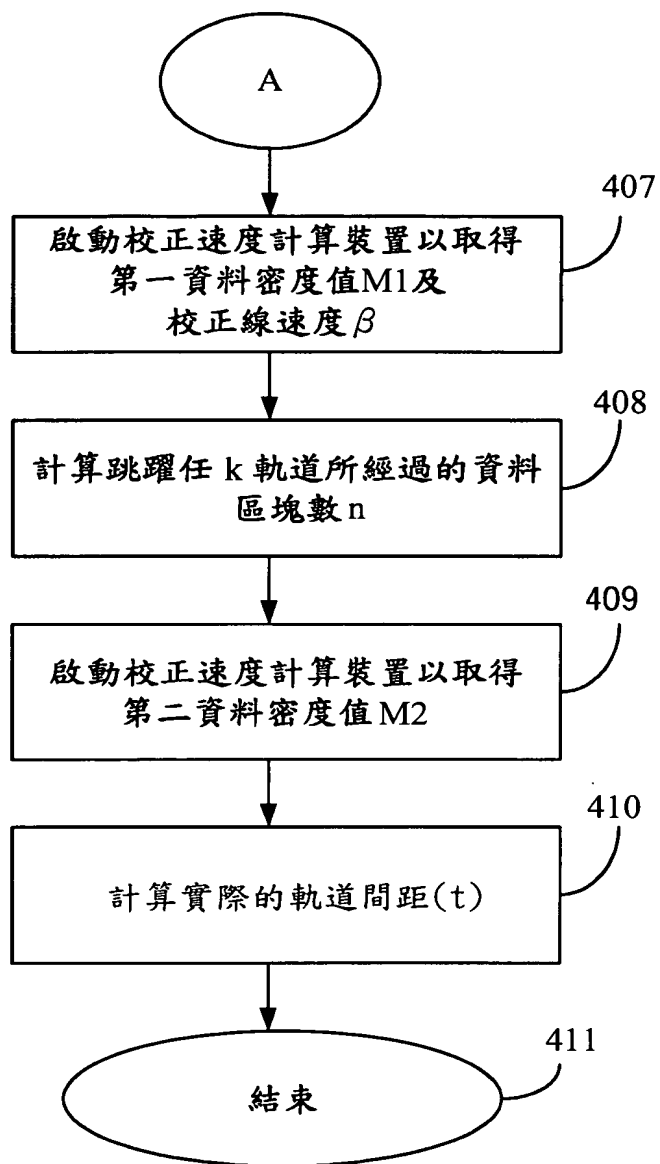 A
407
啟動校正速度計算裝置以取得
第一資料密度值M1及
校正線速度β
408
計算跳躍任 k 軌道所經過的資料
區塊數n
409
啟動校正速度計算裝置以取得
第二資料密度值M2
410
計算實際的軌道間距(t)
411
結束